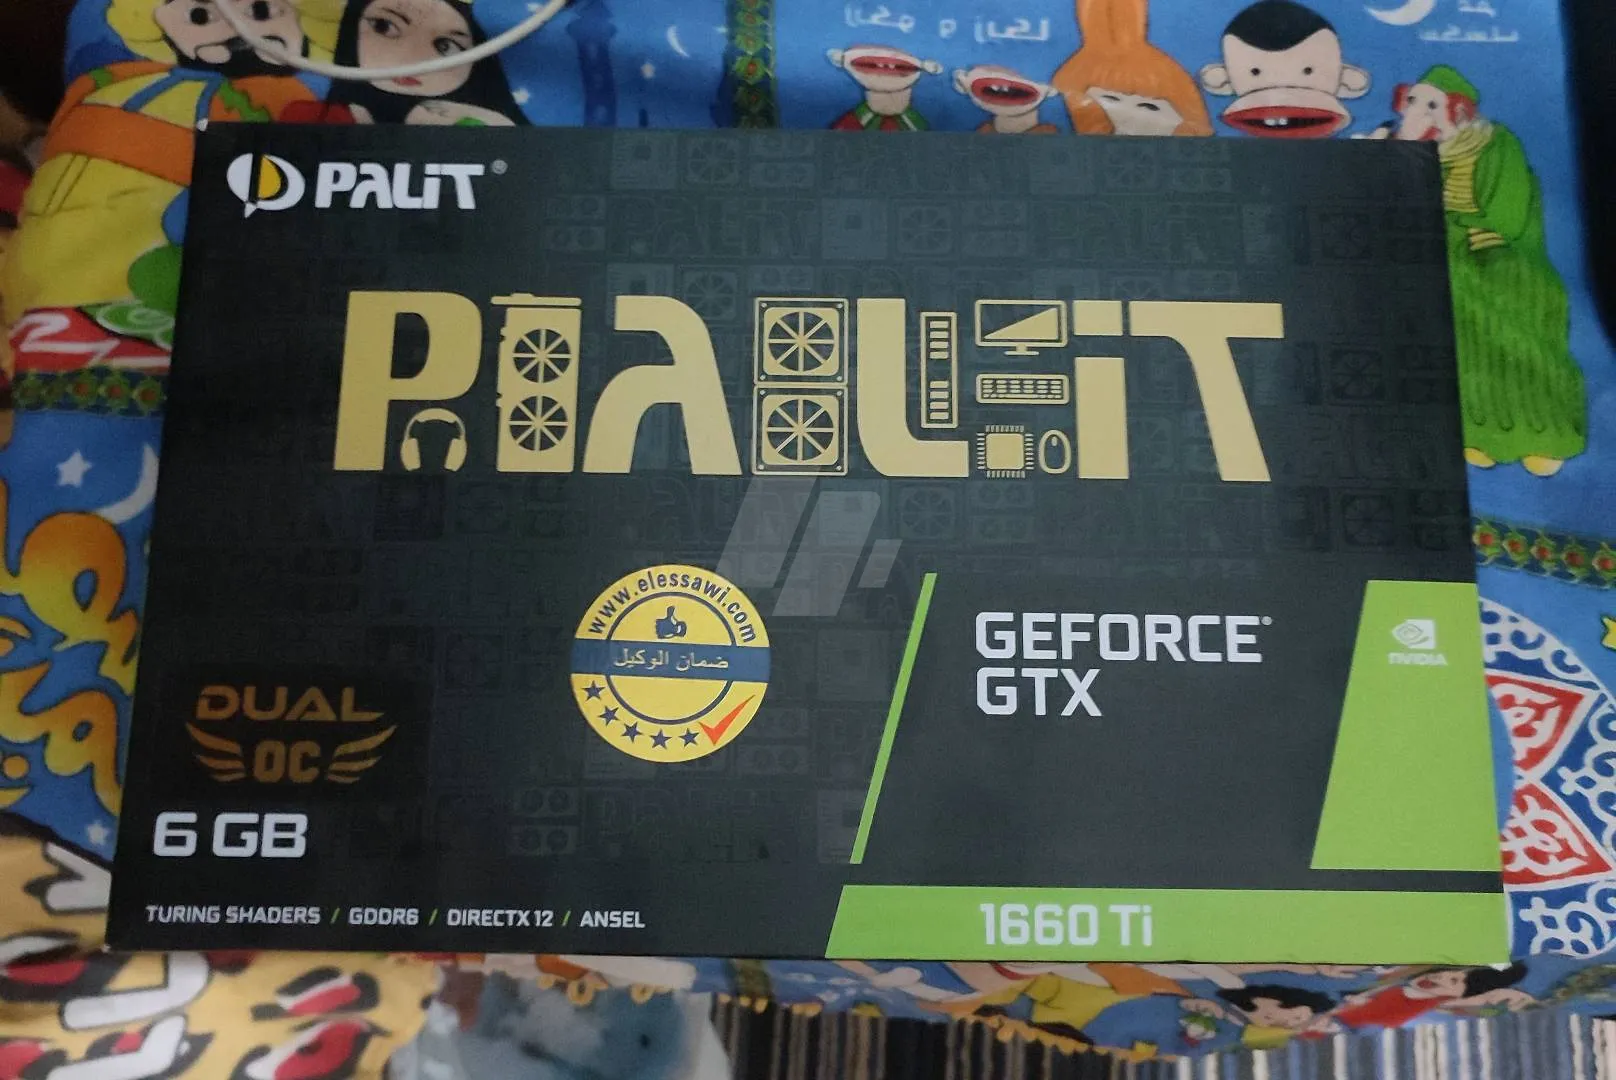 PALiT®
PALiT
www.elessawi.com
ضمان الوكيل
GEFORCE®
GTX
NVIDIA
DUAL
OC
6 GB
TURING SHADERS / GDDR6 / DIRECTX 12 / ANSEL
1660 Ti